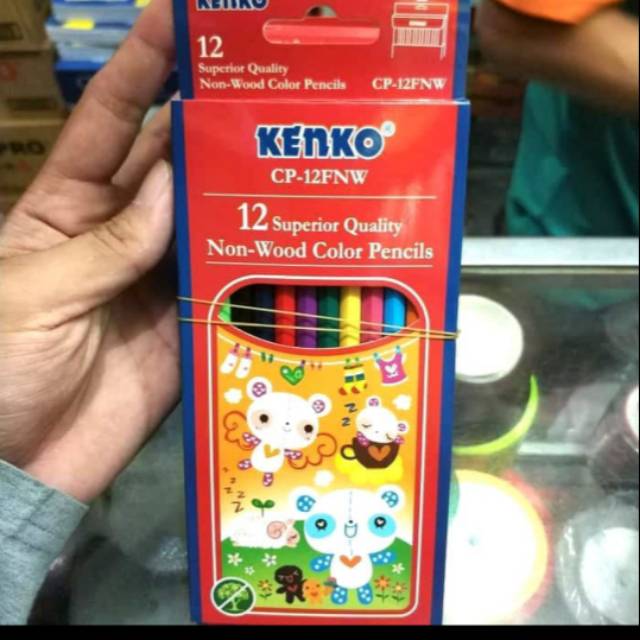 KENKO
12
Superior Quality
Non-Wood Color Pencils CP-12FNW
KENKO®
CP-12FNW
12 Superior Quality
Non-Wood Color Pencils
z z z
z z z z
PRO